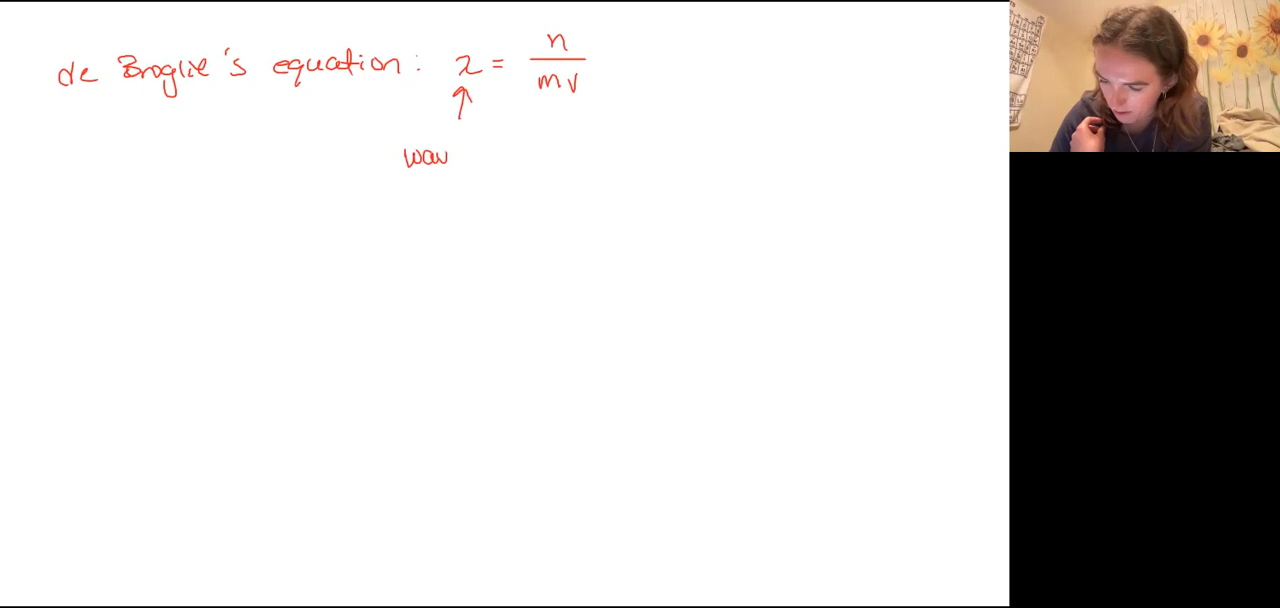 de Broglie's equation: λ = h / mv
↑
wav